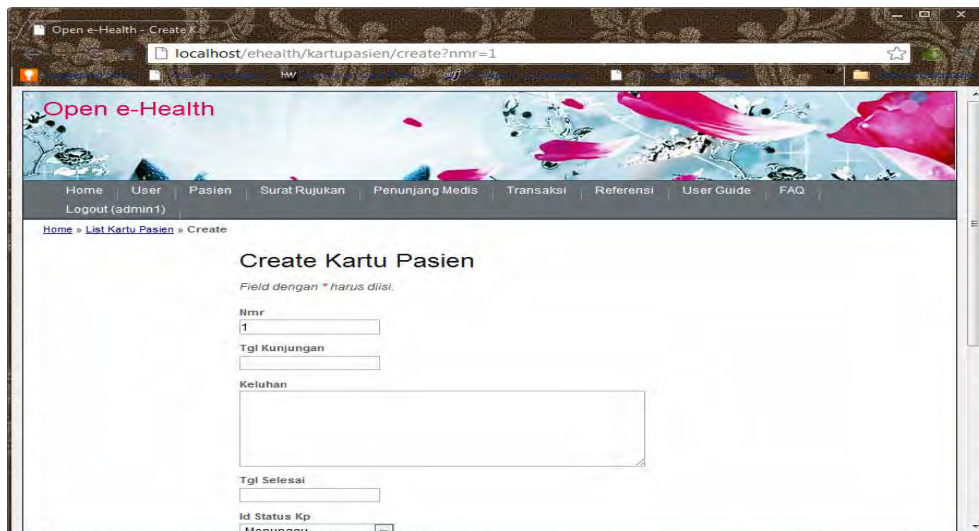 Open e-Health - Create K
localhost/ehealth/kartupasien/create?nmr=1
Open e-Health
Home User Pasien Surat Rujukan Penunjang Medis Transaksi Referensi User Guide FAQ
Logout (admin1)
Home » List Kartu Pasien » Create
Create Kartu Pasien
Field dengan * harus diisi.
Nmr
1
Tgl Kunjungan
Keluhan
Tgl Selesai
Id Status Kp
Menunggu